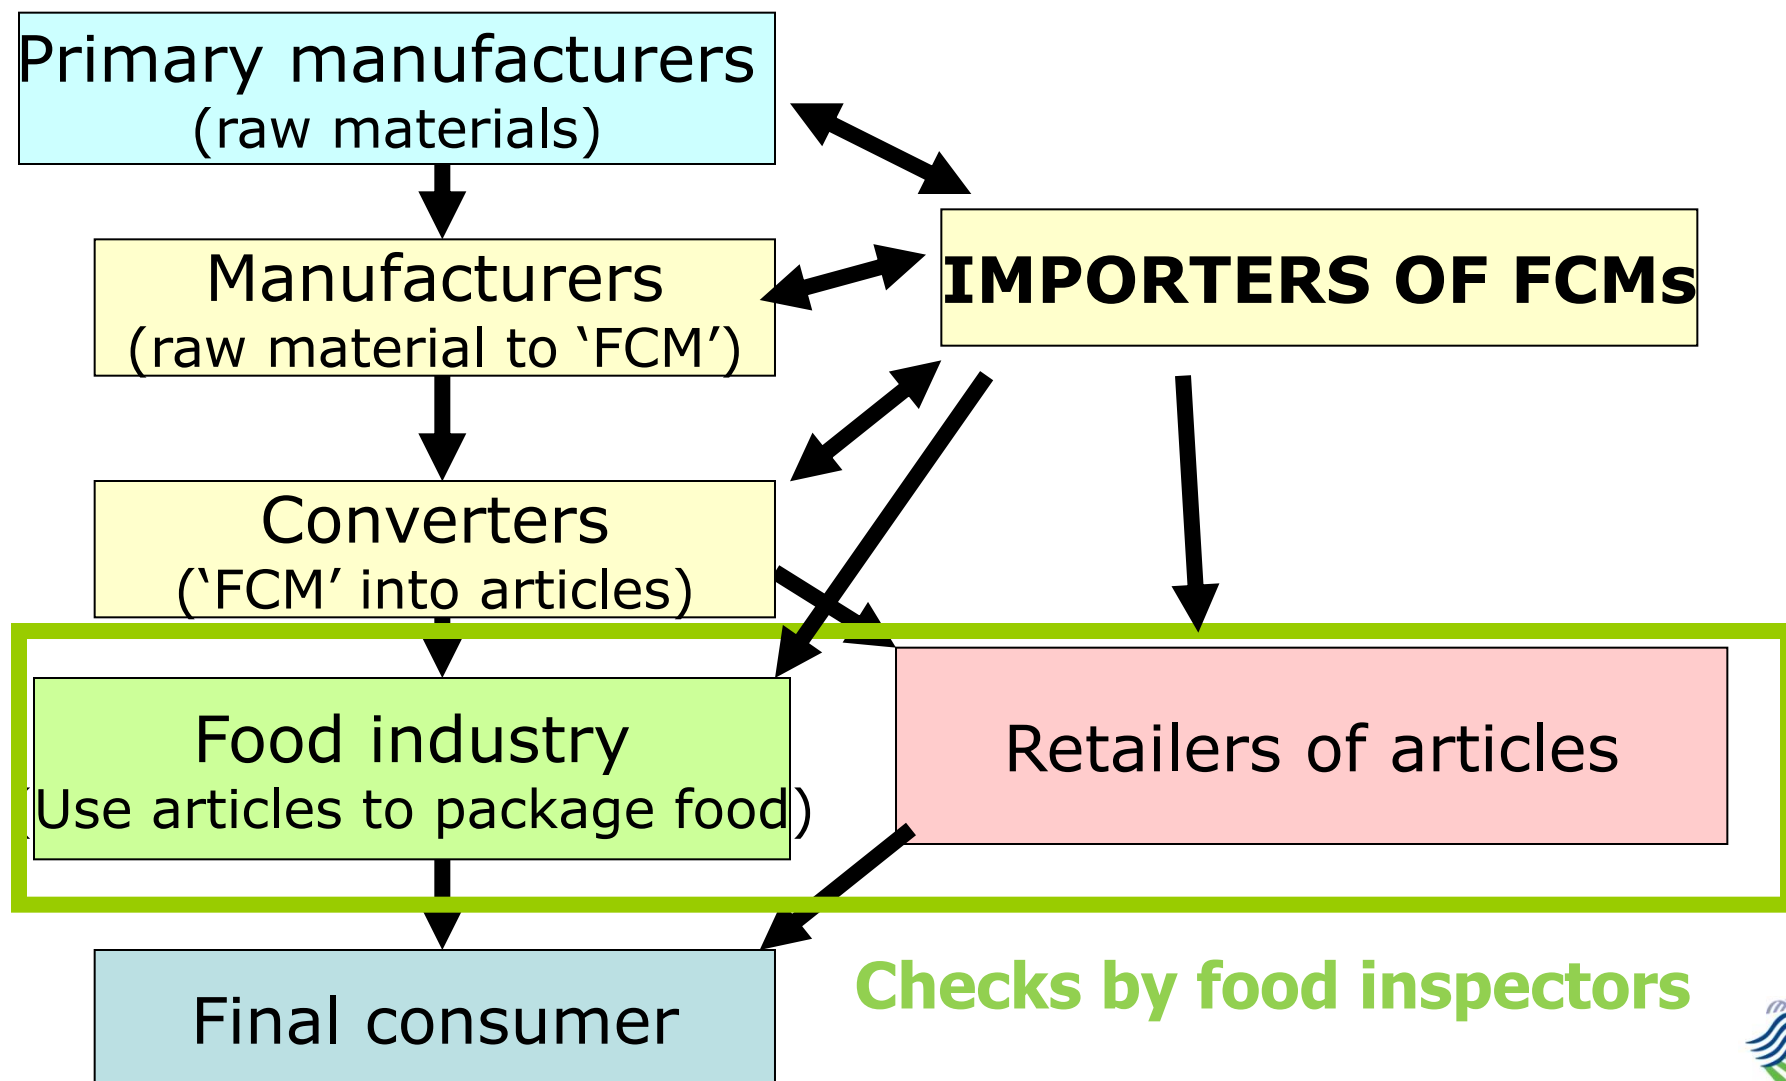 Primary manufacturers
(raw materials)
Manufacturers
(raw material to ‘FCM’)
IMPORTERS OF FCMs
Converters
(‘FCM’ into articles)
Food industry
(Use articles to package food)
Retailers of articles
Final consumer
Checks by food inspectors